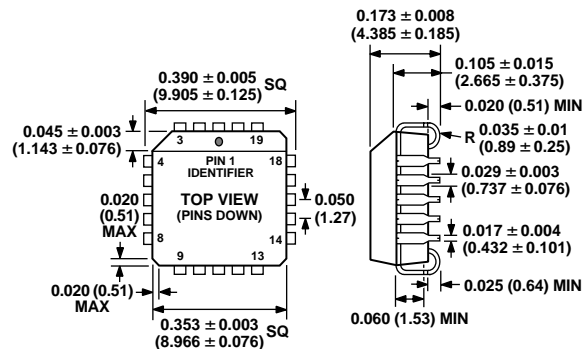 0.173 ± 0.008
(4.385 ± 0.185)
0.390 ± 0.005
(9.905 ± 0.125)
SQ
0.105 ± 0.015
(2.665 ± 0.375)
0.045 ± 0.003
(1.143 ± 0.076)
0.020 (0.51) MIN
3
19
R
0.035 ± 0.01
(0.89 ± 0.25)
4
PIN 1
IDENTIFIER
18
0.029 ± 0.003
(0.737 ± 0.076)
0.020
(0.51)
MAX
TOP VIEW
(PINS DOWN)
0.050
(1.27)
8
14
9
13
0.017 ± 0.004
(0.432 ± 0.101)
0.020 (0.51)
MAX
0.025 (0.64) MIN
0.353 ± 0.003
(8.966 ± 0.076)
SQ
0.060 (1.53) MIN